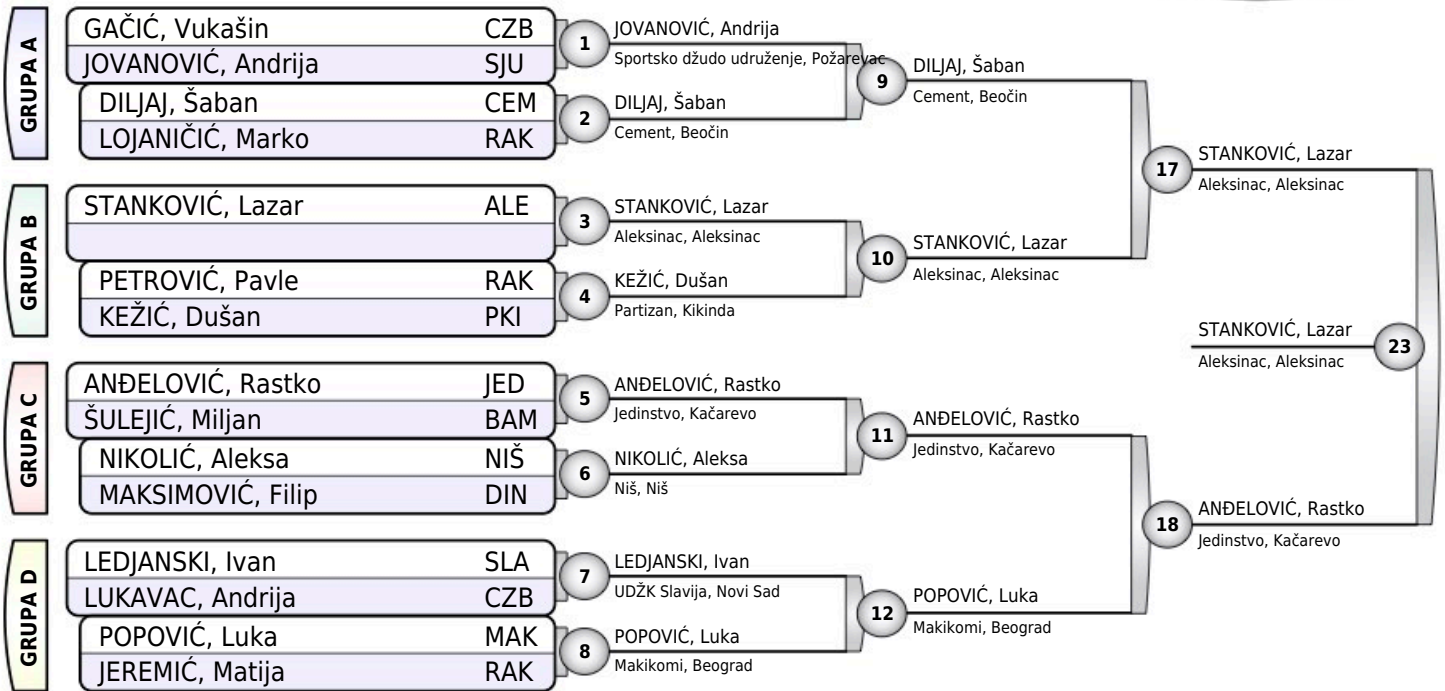 GRUPA A
GAČIĆ, Vukašin CZB
JOVANOVIĆ, Andrija SJU
DILJAJ, Šaban CEM
LOJANIČIĆ, Marko RAK
GRUPA B
STANKOVIĆ, Lazar ALE
PETROVIĆ, Pavle RAK
KEŽIĆ, Dušan PKI
GRUPA C
ANĐELOVIĆ, Rastko JED
ŠULEJIĆ, Miljan BAM
NIKOLIĆ, Aleksa NIŠ
MAKSIMOVIĆ, Filip DIN
GRUPA D
LEDJANSKI, Ivan SLA
LUKAVAC, Andrija CZB
POPOVIĆ, Luka MAK
JEREMIĆ, Matija RAK
1
JOVANOVIĆ, Andrija
Sportsko džudo udruženje, Požarevac
2
DILJAJ, Šaban
Cement, Beočin
3
STANKOVIĆ, Lazar
Aleksinac, Aleksinac
4
KEŽIĆ, Dušan
Partizan, Kikinda
5
ANĐELOVIĆ, Rastko
Jedinstvo, Kačarevo
6
NIKOLIĆ, Aleksa
Niš, Niš
7
LEDJANSKI, Ivan
UDŽK Slavija, Novi Sad
8
POPOVIĆ, Luka
Makikomi, Beograd
9
DILJAJ, Šaban
Cement, Beočin
10
STANKOVIĆ, Lazar
Aleksinac, Aleksinac
11
ANĐELOVIĆ, Rastko
Jedinstvo, Kačarevo
12
POPOVIĆ, Luka
Makikomi, Beograd
17
STANKOVIĆ, Lazar
Aleksinac, Aleksinac
18
ANĐELOVIĆ, Rastko
Jedinstvo, Kačarevo
STANKOVIĆ, Lazar
Aleksinac, Aleksinac
23